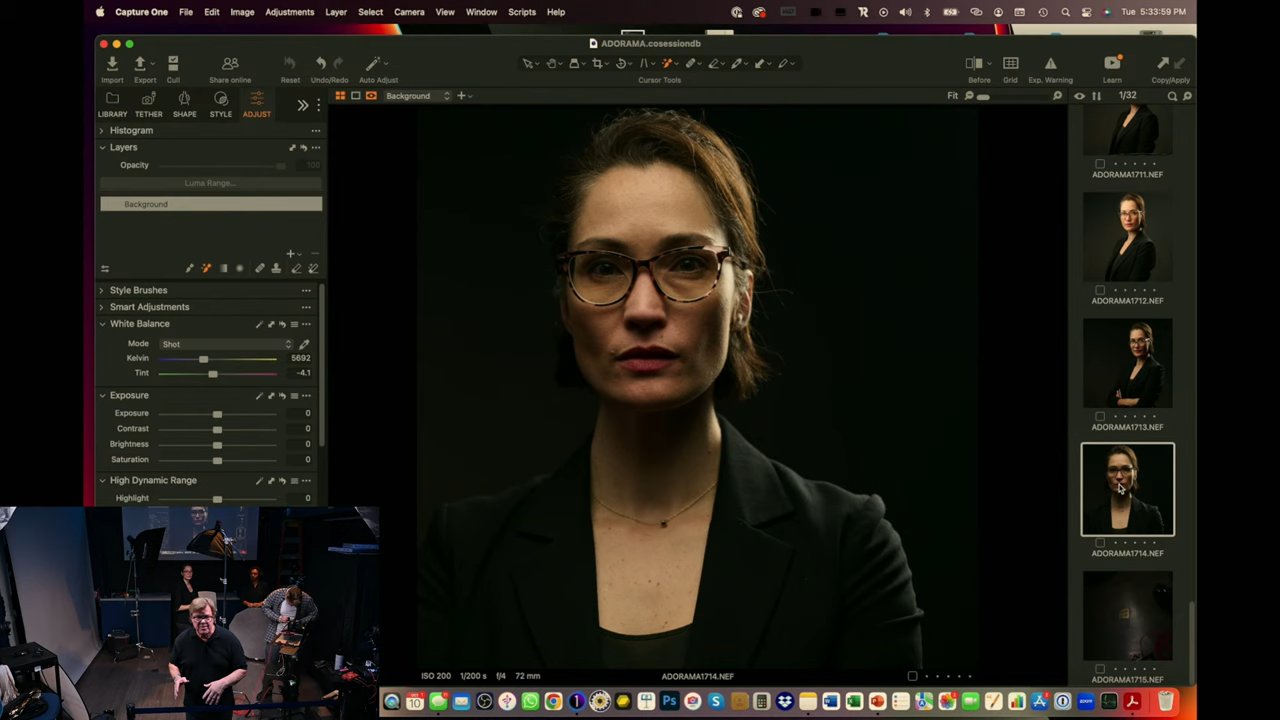 Capture One File Edit Image Adjustments Layer Select Camera View Window Scripts Help
Tue 5:33:59 PM
ADORAMA.cosessiondb
Import Export Cull Share online Reset Undo/Redo Auto Adjust Cursor Tools Before Grid Exp. Warning Learn Copy/Apply
LIBRARY TETHER SHAPE STYLE ADJUST
Background
Fit
1/32
Histogram
Layers
Opacity 100
Luma Range...
Background
Style Brushes
Smart Adjustments
White Balance
Mode Shot
Kelvin 5692
Tint -4.1
Exposure
Exposure 0
Contrast 0
Brightness 0
Saturation 0
High Dynamic Range
Highlight 0
ADORAMA1711.NEF
ADORAMA1712.NEF
ADORAMA1713.NEF
ADORAMA1714.NEF
ADORAMA1715.NEF
ISO 200 1/200 s f/4 72 mm
ADORAMA1714.NEF